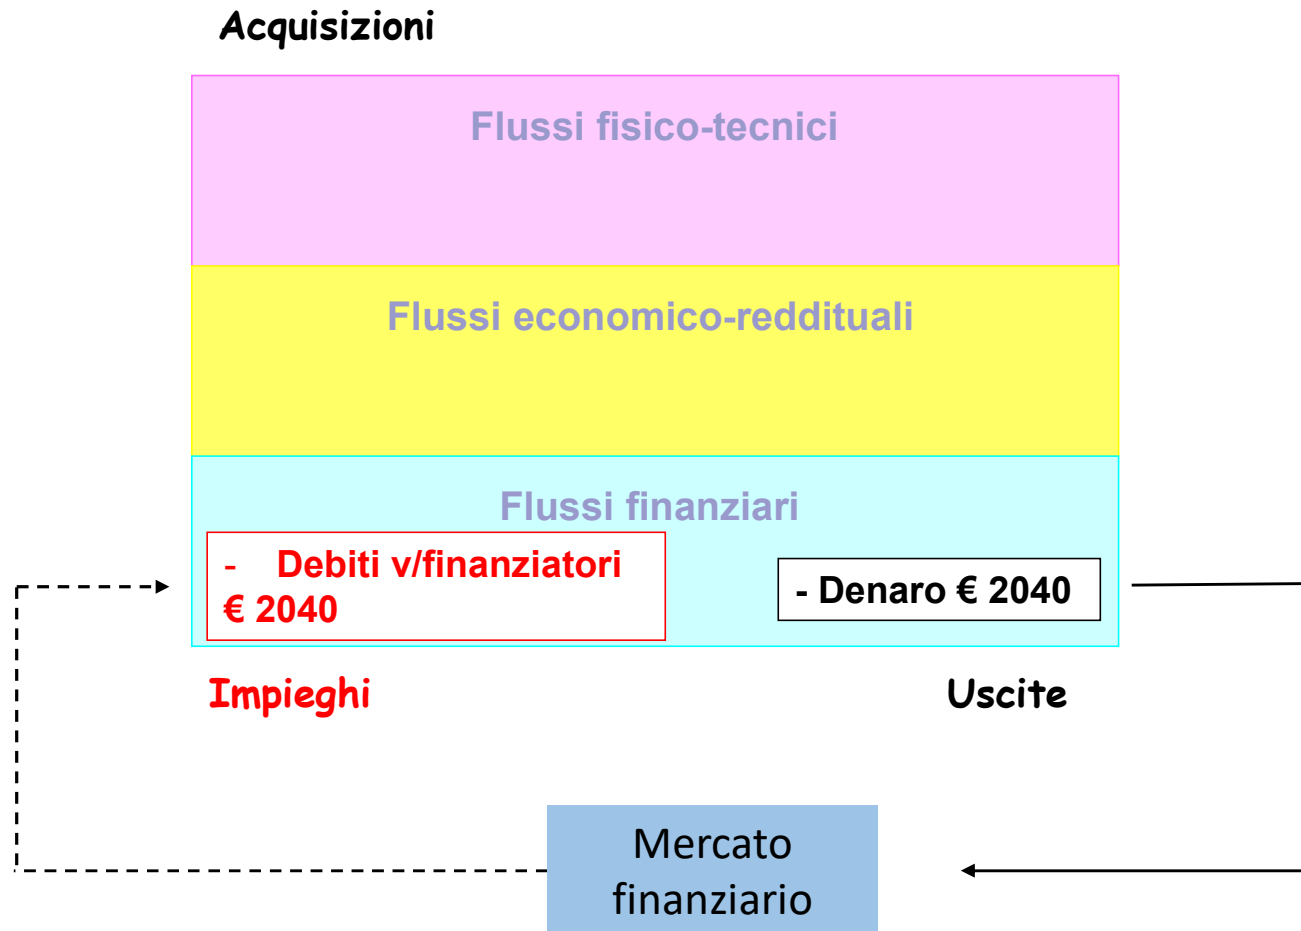 Acquisizioni
Flussi fisico-tecnici
Flussi economico-reddituali
Flussi finanziari
- Debiti v/finanziatori
€ 2040
- Denaro € 2040
Impieghi
Uscite
Mercato
finanziario